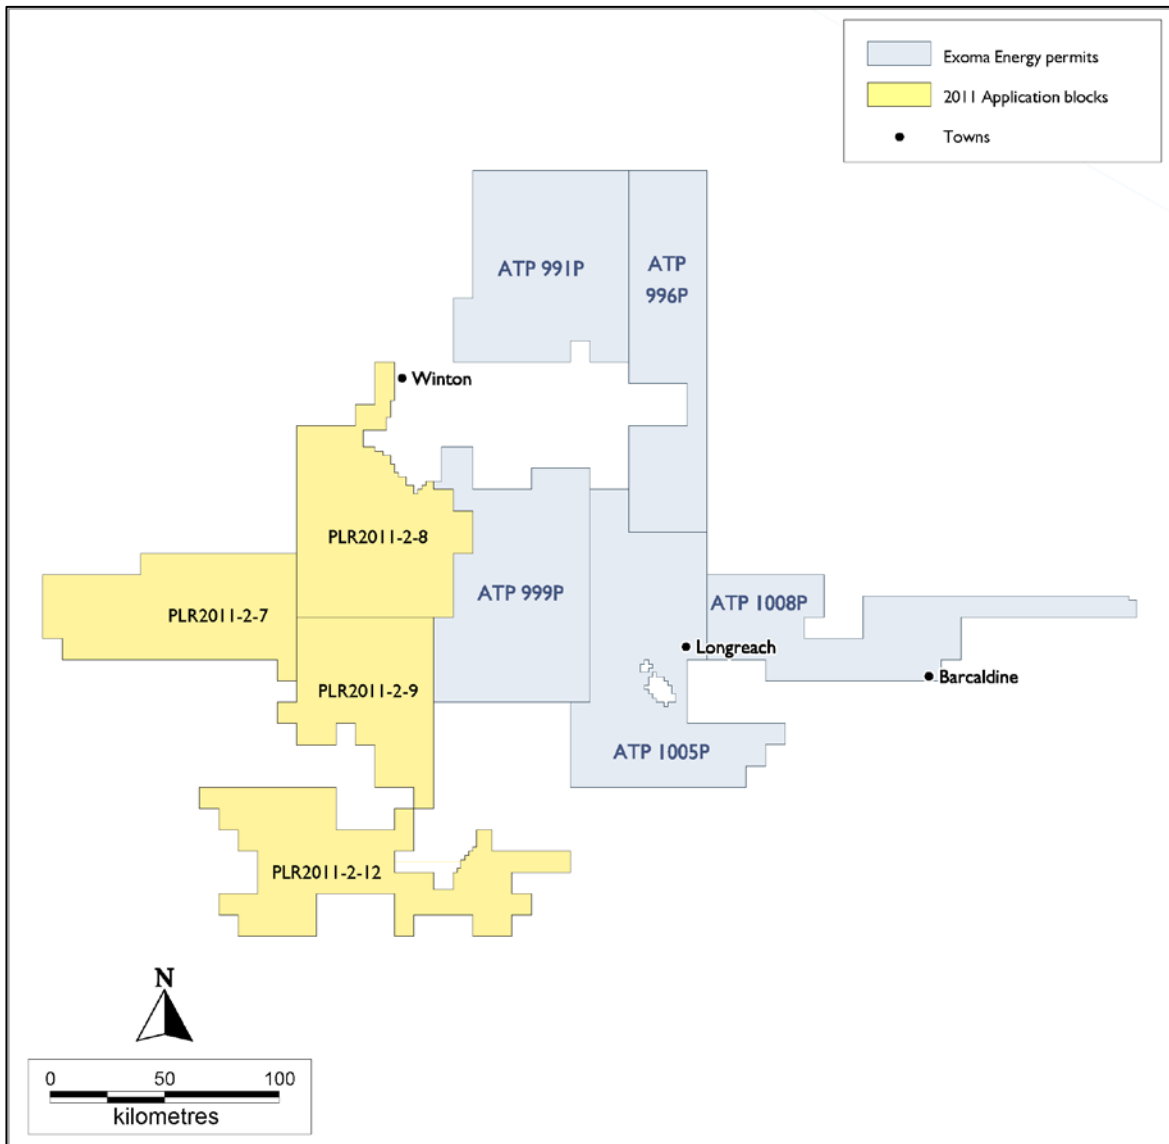 Exoma Energy permits
2011 Application blocks
Towns
ATP 991P
ATP
996P
Winton
PLR2011-2-8
ATP 999P
ATP 1008P
PLR2011-2-7
Longreach
PLR2011-2-9
Barcaldine
ATP 1005P
PLR2011-2-12
N
0 50 100
kilometres